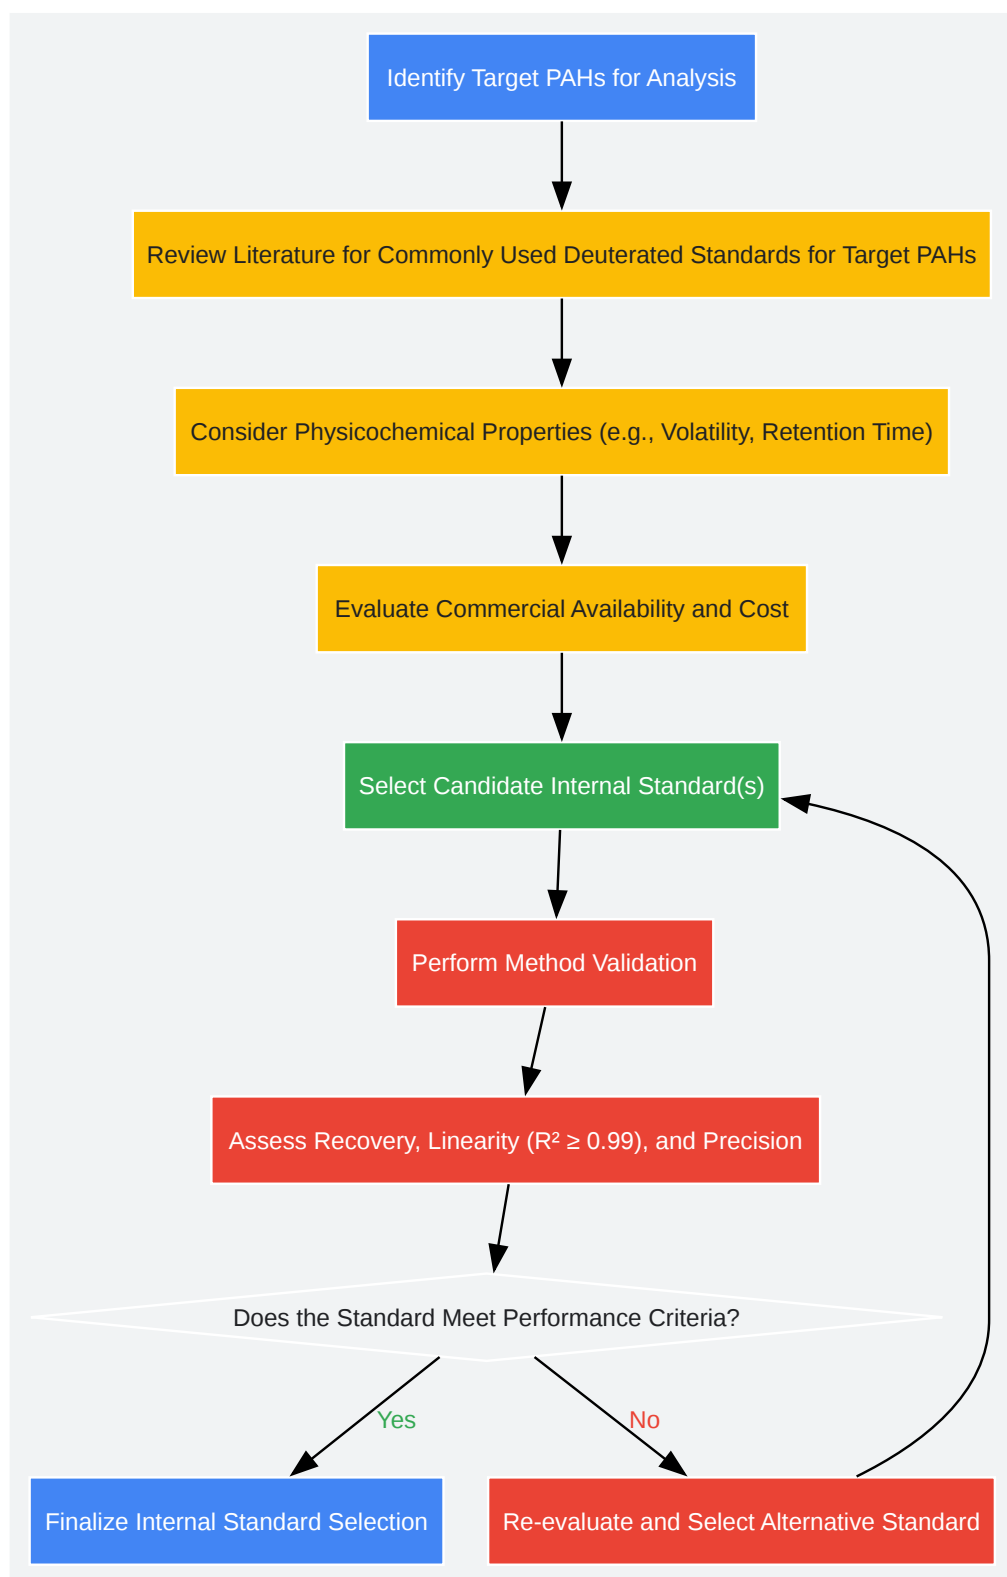 Identify Target PAHs for Analysis
Review Literature for Commonly Used Deuterated Standards for Target PAHs
Consider Physicochemical Properties (e.g., Volatility, Retention Time)
Evaluate Commercial Availability and Cost
Select Candidate Internal Standard(s)
Perform Method Validation
Assess Recovery, Linearity (R² ≥ 0.99), and Precision
Does the Standard Meet Performance Criteria?
Yes
No
Finalize Internal Standard Selection
Re-evaluate and Select Alternative Standard